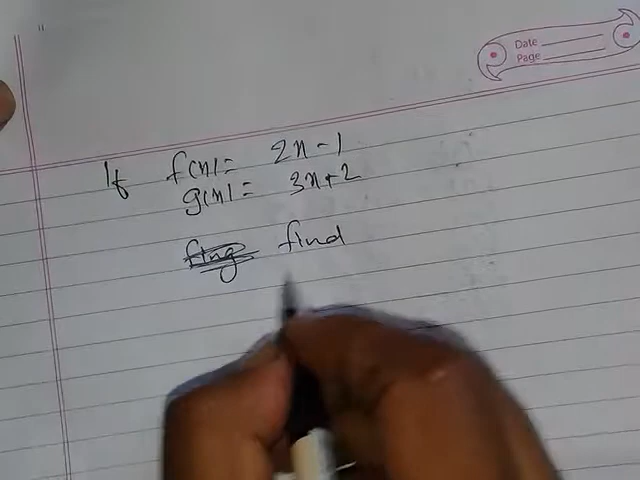 Date
Page
If f(x) = 2x - 1
g(x) = 3x + 2
find